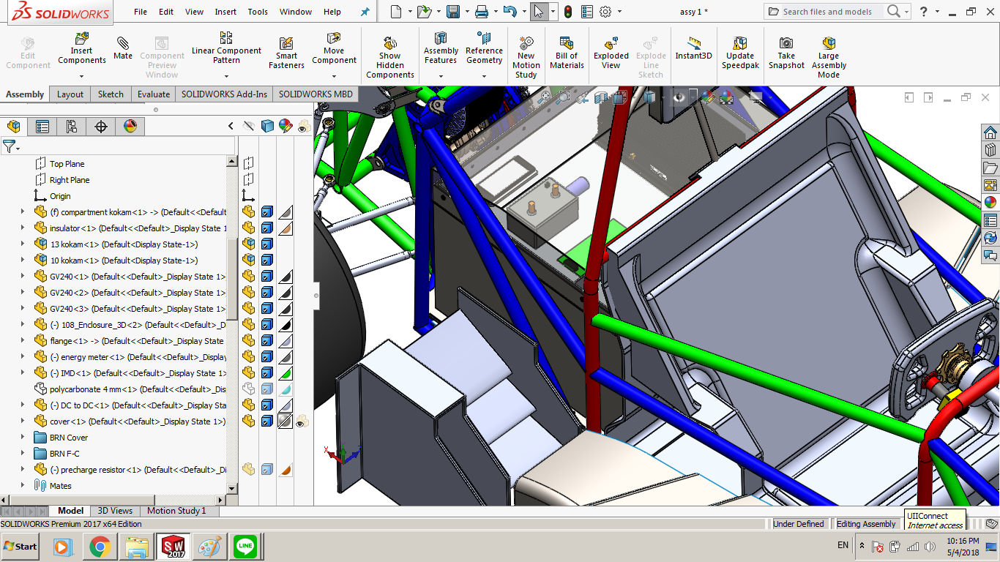 SOLIDWORKS
File Edit View Insert Tools Window Help
assy 1 *
Search files and models
Edit Component
Insert Components
Mate
Component Preview Window
Linear Component Pattern
Smart Fasteners
Move Component
Show Hidden Components
Assembly Features
Reference Geometry
New Motion Study
Bill of Materials
Exploded View
Explode Line Sketch
Instant3D
Update Speedpak
Take Snapshot
Large Assembly Mode
Assembly Layout Sketch Evaluate SOLIDWORKS Add-Ins SOLIDWORKS MBD
Top Plane
Right Plane
Origin
(f) compartment kokam<1> -> (Default<<Default
insulator<1> (Default<<Default>_Display State 1
13 kokam<1> (Default<Display State-1>)
10 kokam<1> (Default<Display State-1>)
GV240<1> (Default<<Default>_Display State 1>
GV240<2> (Default<<Default>_Display State 1>
GV240<3> (Default<<Default>_Display State 1>
(-) 108_Enclosure_3D<2> (Default<<Default>_D
flange<1> -> (Default<<Default>_Display State
(-) energy meter<1> (Default<<Default>_Display
(-) IMD<1> (Default<<Default>_Display State 1>
polycarbonate 4 mm<1> (Default<<Default>_Dis
(-) DC to DC<1> (Default<<Default>_Display Sta
cover<1> (Default<<Default>_Display State 1>)
BRN Cover
BRN F-C
(-) precharge resistor<1> (Default<<Default>_Di
Mates
X
Model 3D Views Motion Study 1
SOLIDWORKS Premium 2017 x64 Edition
Under Defined
Editing Assembly
UIIConnect
Internet access
Start
SW
2017
LINE
EN
10:16 PM
5/4/2018